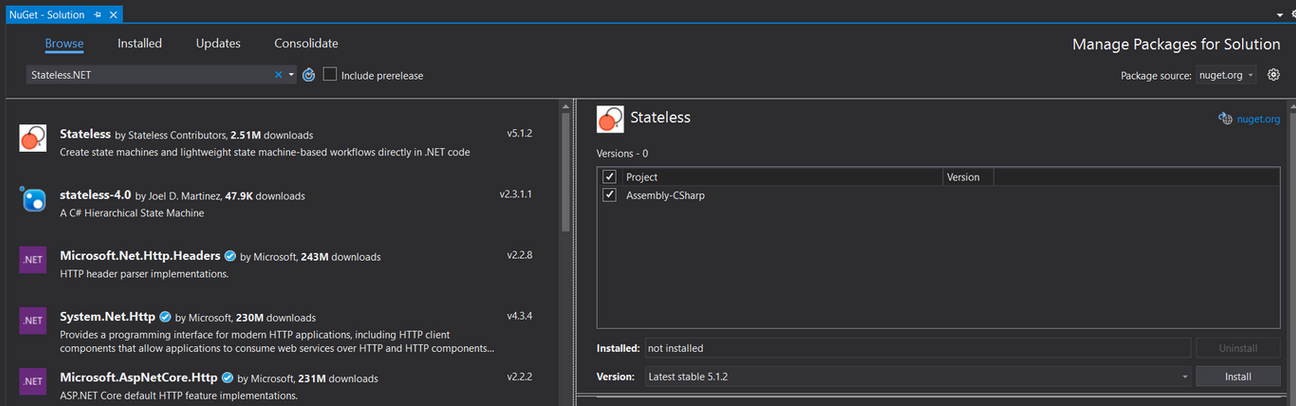 NuGet - Solution
Browse Installed Updates Consolidate
Manage Packages for Solution
Stateless.NET
Include prerelease
Package source: nuget.org
Stateless by Stateless Contributors, 2.51M downloads v5.1.2
Create state machines and lightweight state machine-based workflows directly in .NET code
stateless-4.0 by Joel D. Martinez, 47.9K downloads v2.3.1.1
A C# Hierarchical State Machine
.NET
Microsoft.Net.Http.Headers by Microsoft, 243M downloads v2.2.8
HTTP header parser implementations.
.NET
System.Net.Http by Microsoft, 230M downloads v4.3.4
Provides a programming interface for modern HTTP applications, including HTTP client
components that allow applications to consume web services over HTTP and HTTP components...
.NET
Microsoft.AspNetCore.Http by Microsoft, 231M downloads v2.2.2
ASP.NET Core default HTTP feature implementations.
Stateless
nuget.org
Versions - 0
Project Version
Assembly-CSharp
Installed: not installed Uninstall
Version: Latest stable 5.1.2 Install